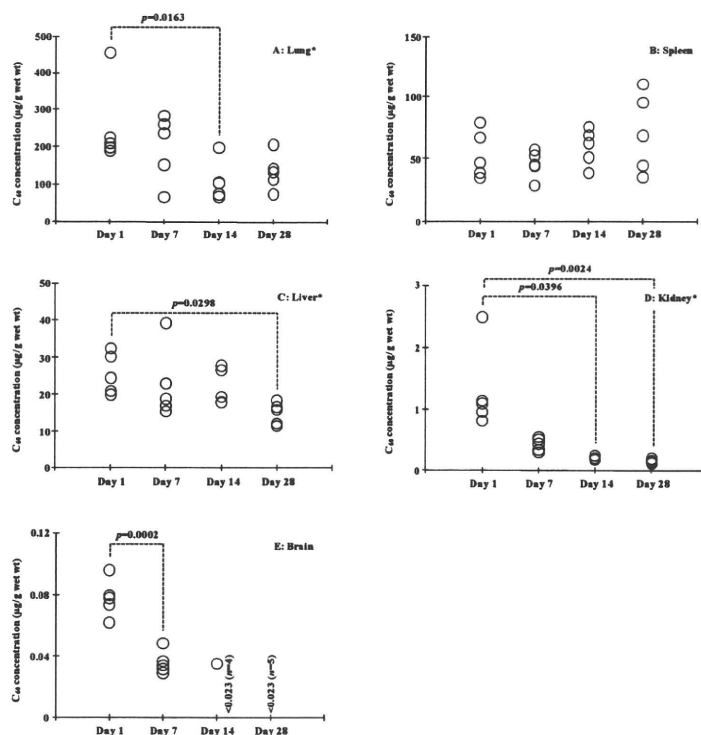 p=0.0163
A: Lung*
C₆₀ concentration (µg/g wet wt)
500
400
300
200
100
0
Day 1 Day 7 Day 14 Day 28
B: Spleen
C₆₀ concentration (µg/g wet wt)
150
100
50
0
Day 1 Day 7 Day 14 Day 28
p=0.0298
C: Liver*
C₆₀ concentration (µg/g wet wt)
50
40
30
20
10
0
Day 1 Day 7 Day 14 Day 28
p=0.0024
p=0.0396
D: Kidney*
C₆₀ concentration (µg/g wet wt)
3
2
1
0
Day 1 Day 7 Day 14 Day 28
p=0.0002
E: Brain
C₆₀ concentration (µg/g wet wt)
0.12
0.08
0.04
0
0.023 (n=4)
0.023 (n=5)
Day 1 Day 7 Day 14 Day 28